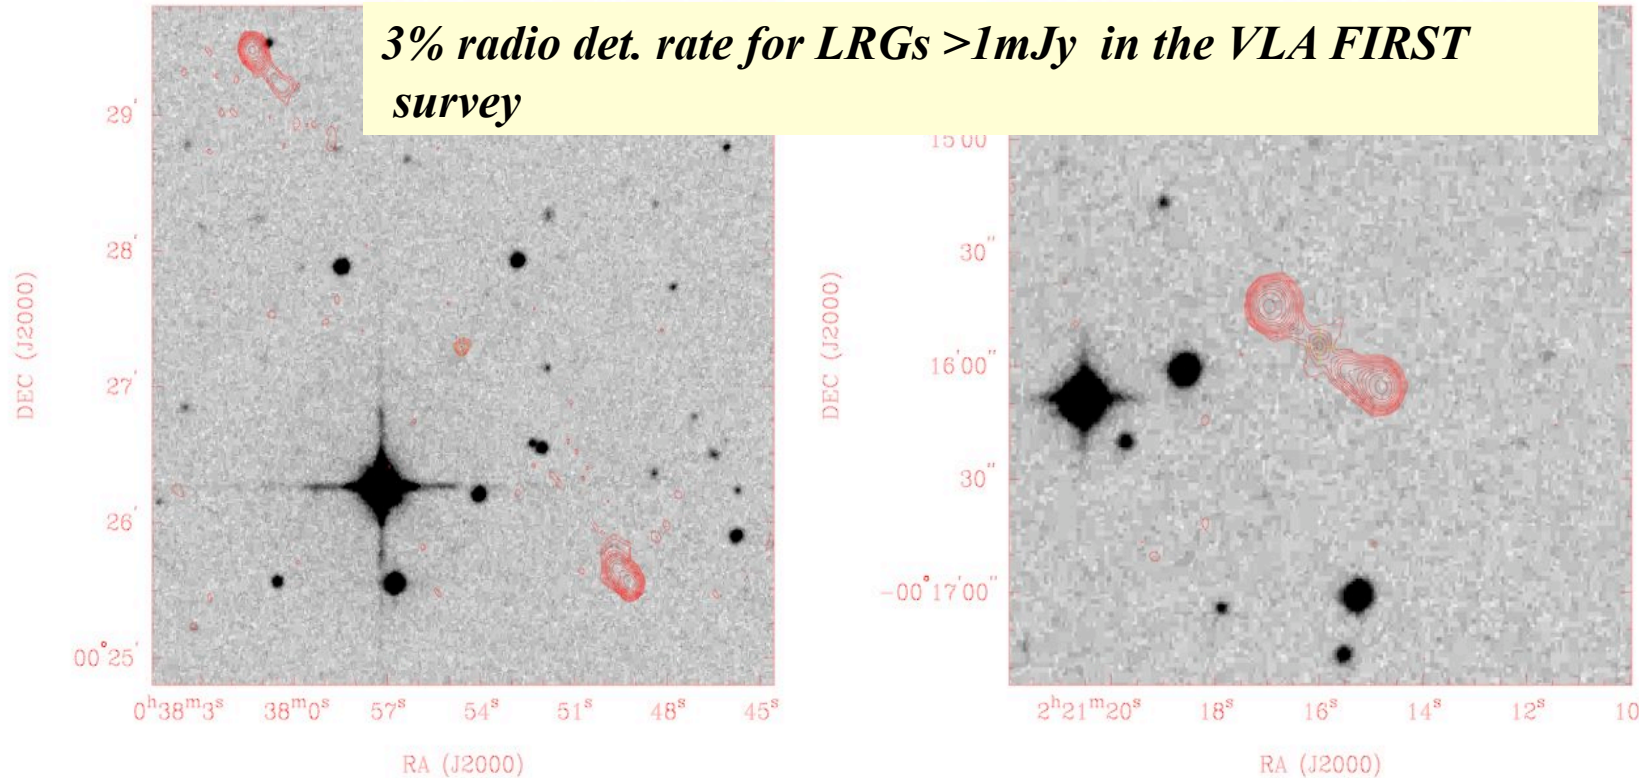 3% radio det. rate for LRGs >1mJy in the VLA FIRST
survey
29'
28'
27'
26'
00°25'
DEC (J2000)
0ʰ38ᵐ3ˢ 38ᵐ0ˢ 57ˢ 54ˢ 51ˢ 48ˢ 45ˢ
RA (J2000)
15'00"
30"
16'00"
30"
-00°17'00"
DEC (J2000)
2ʰ21ᵐ20ˢ 18ˢ 16ˢ 14ˢ 12ˢ 10
RA (J2000)